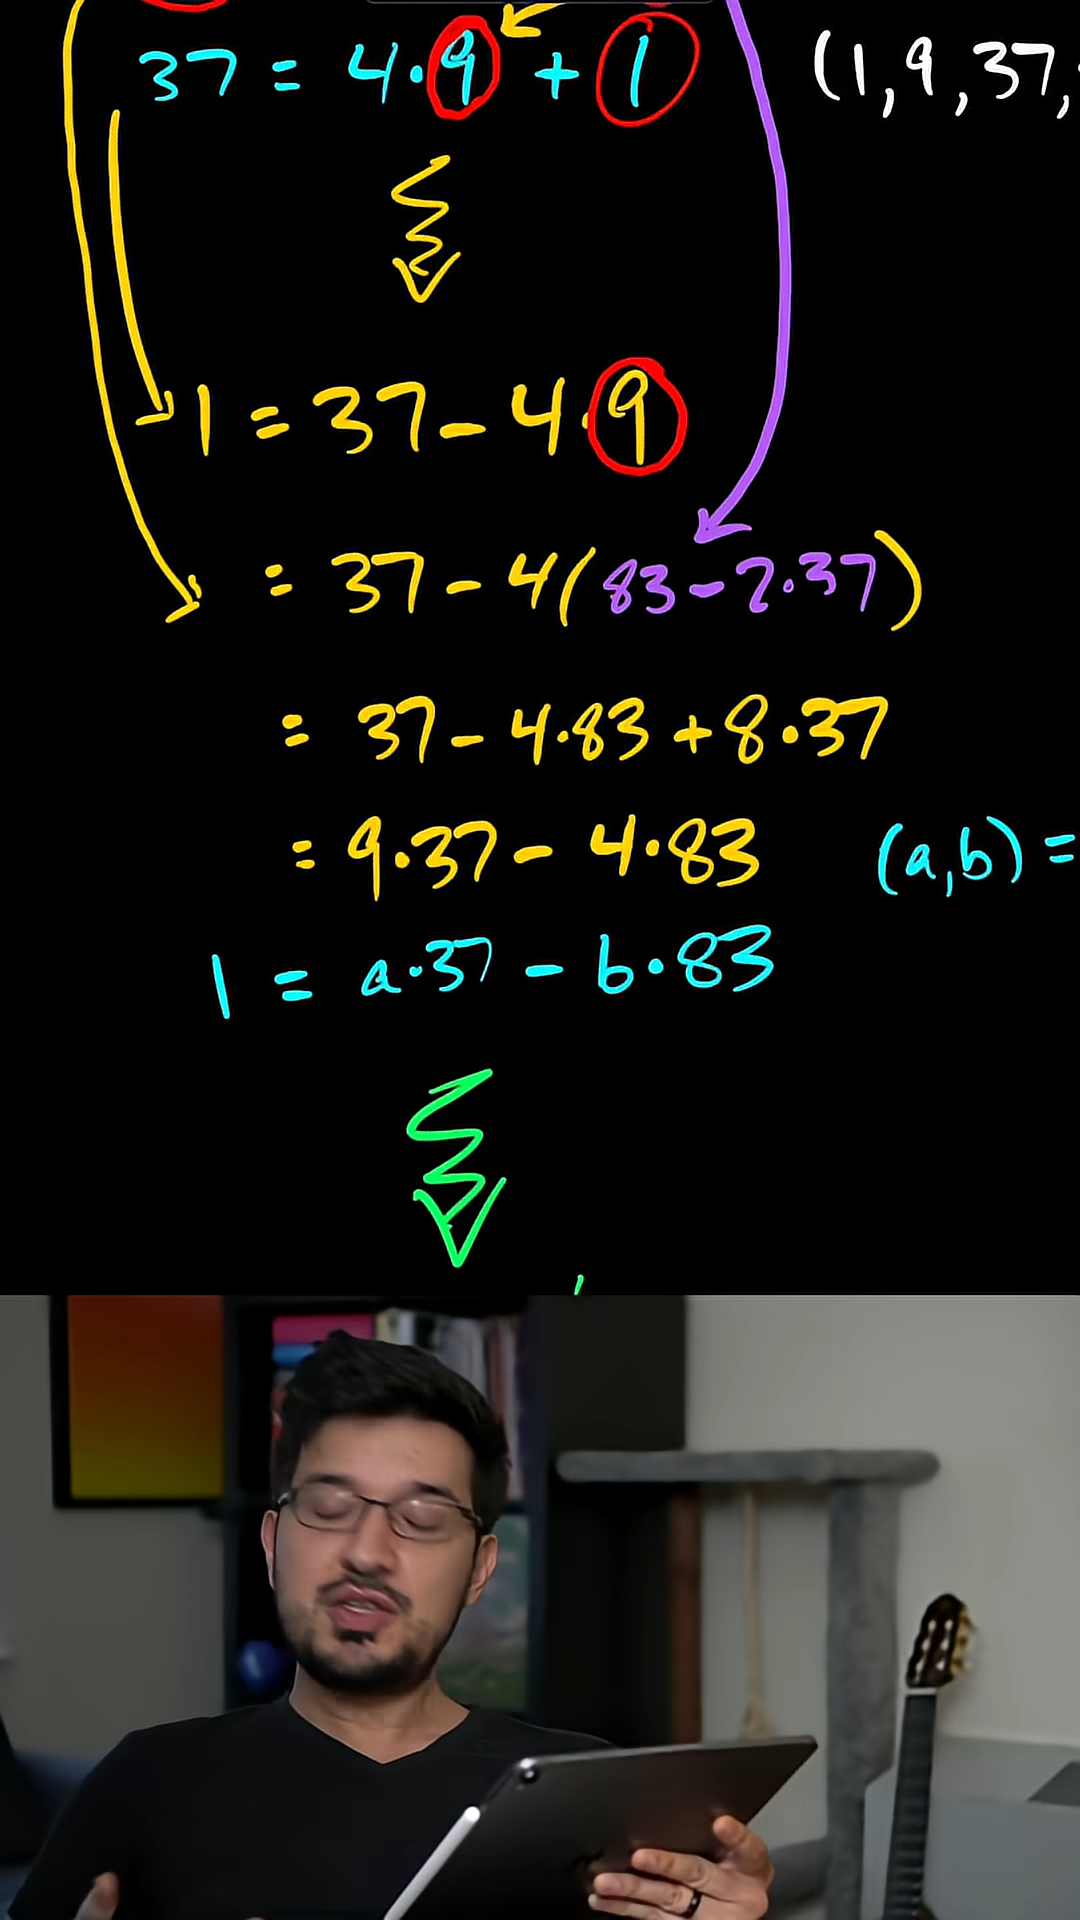 37 = 4·9 + 1
(1,9,37,
1 = 37 - 4·9
= 37 - 4(83-2·37)
= 37 - 4·83 + 8·37
= 9·37 - 4·83
(a,b) =
1 = a·37 - b·83